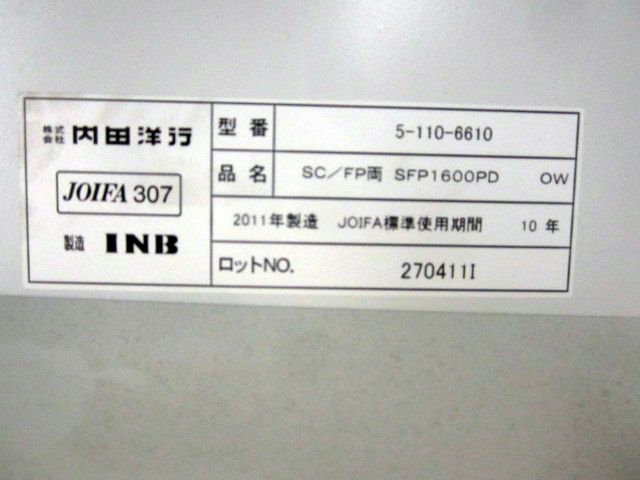 株式会社 内田洋行
JOIFA 307
製造 INB
型番 5-110-6610
品名 SC／FP両 SFP1600PD OW
2011年製造 JOIFA標準使用期間 10 年
ロットNO. 270411I